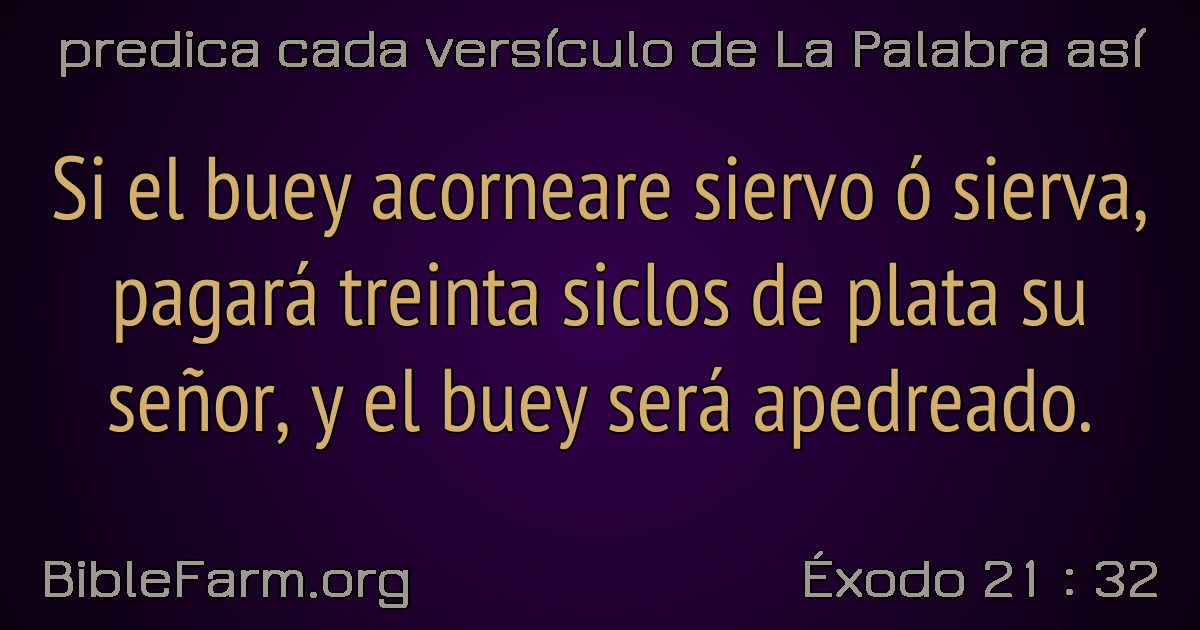 predica cada versículo de La Palabra así
Si el buey acorneare siervo ó sierva,
pagará treinta siclos de plata su
señor, y el buey será apedreado.
BibleFarm.org
Éxodo 21 : 32